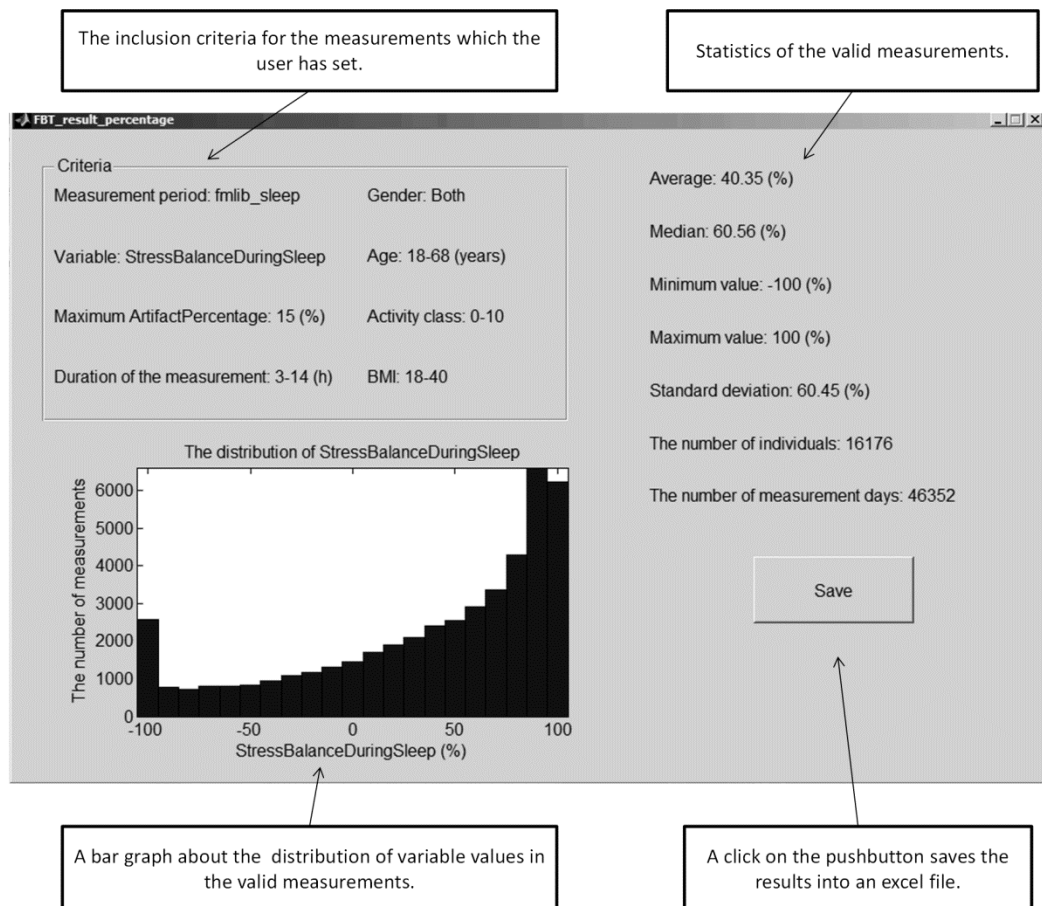 The inclusion criteria for the measurements which the
user has set.
Statistics of the valid measurements.
FBT_result_percentage
Criteria
Measurement period: fmlib_sleep
Gender: Both
Variable: StressBalanceDuringSleep
Age: 18-68 (years)
Maximum ArtifactPercentage: 15 (%)
Activity class: 0-10
Duration of the measurement: 3-14 (h)
BMI: 18-40
Average: 40.35 (%)
Median: 60.56 (%)
Minimum value: -100 (%)
Maximum value: 100 (%)
Standard deviation: 60.45 (%)
The number of individuals: 16176
The number of measurement days: 46352
Save
The distribution of StressBalanceDuringSleep
The number of measurements
6000
5000
4000
3000
2000
1000
0
-100
-50
0
50
100
StressBalanceDuringSleep (%)
A bar graph about the distribution of variable values in
the valid measurements.
A click on the pushbutton saves the
results into an excel file.